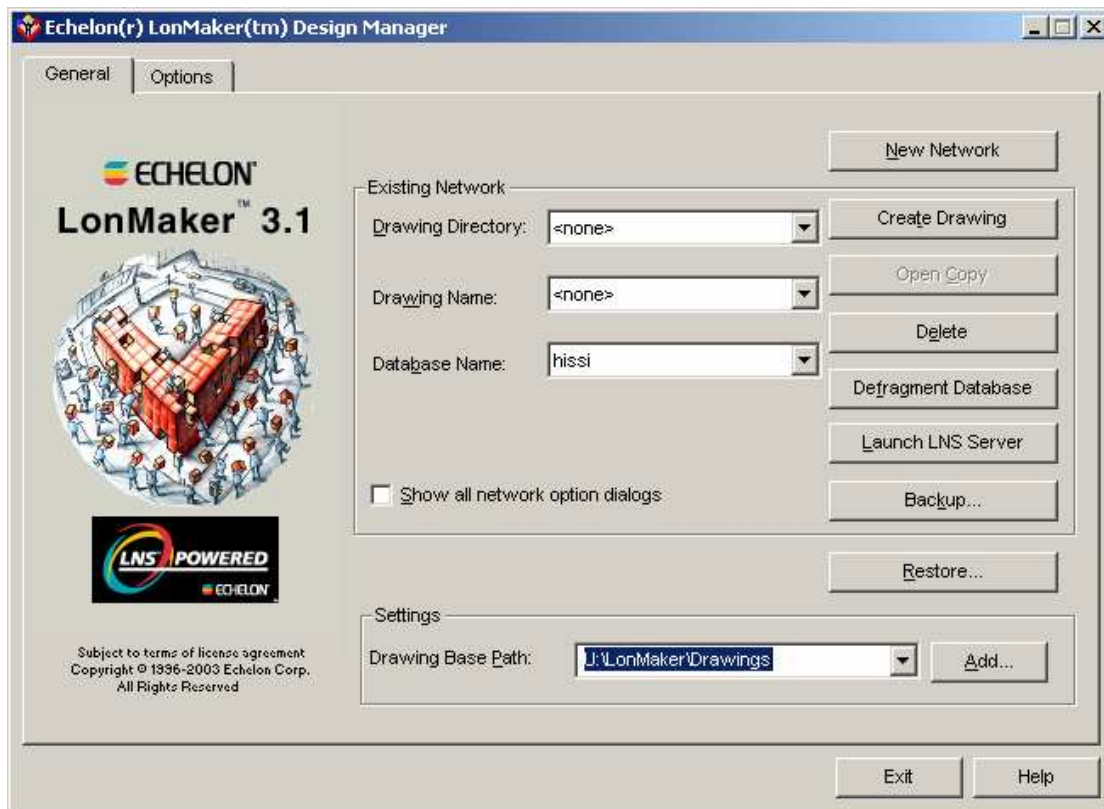 Echelon(r) LonMaker(tm) Design Manager
General
Options
ECHELON
LonMaker™ 3.1
LNS POWERED
ECHELON
Subject to terms of license agreement
Copyright © 1996-2003 Echelon Corp.
All Rights Reserved
New Network
Existing Network
Drawing Directory: <none>
Create Drawing
Open Copy
Drawing Name: <none>
Delete
Database Name: hissi
Defragment Database
Launch LNS Server
Show all network option dialogs
Backup...
Restore...
Settings
Drawing Base Path: U:\LonMaker\Drawings
Add...
Exit
Help